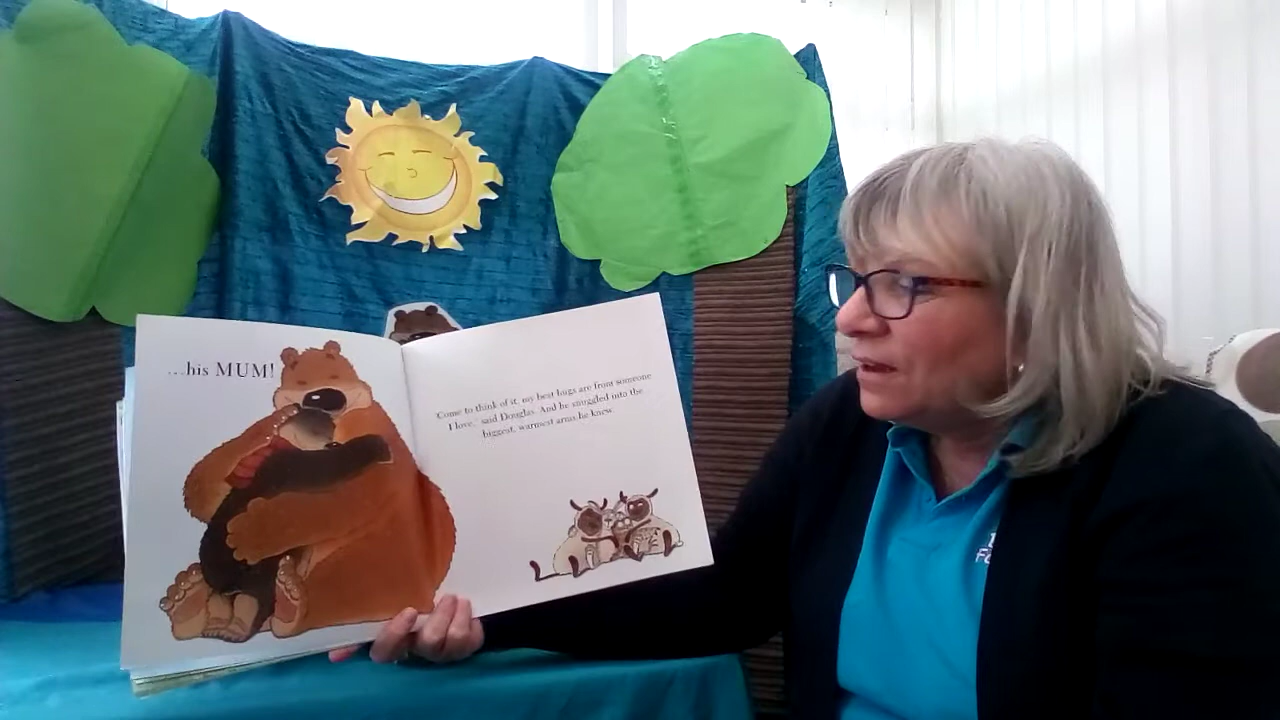 ...his MUM!
'Come to think of it, my best hugs are from someone
I love,' said Douglas. And he snuggled into the
biggest, warmest arms he knew.